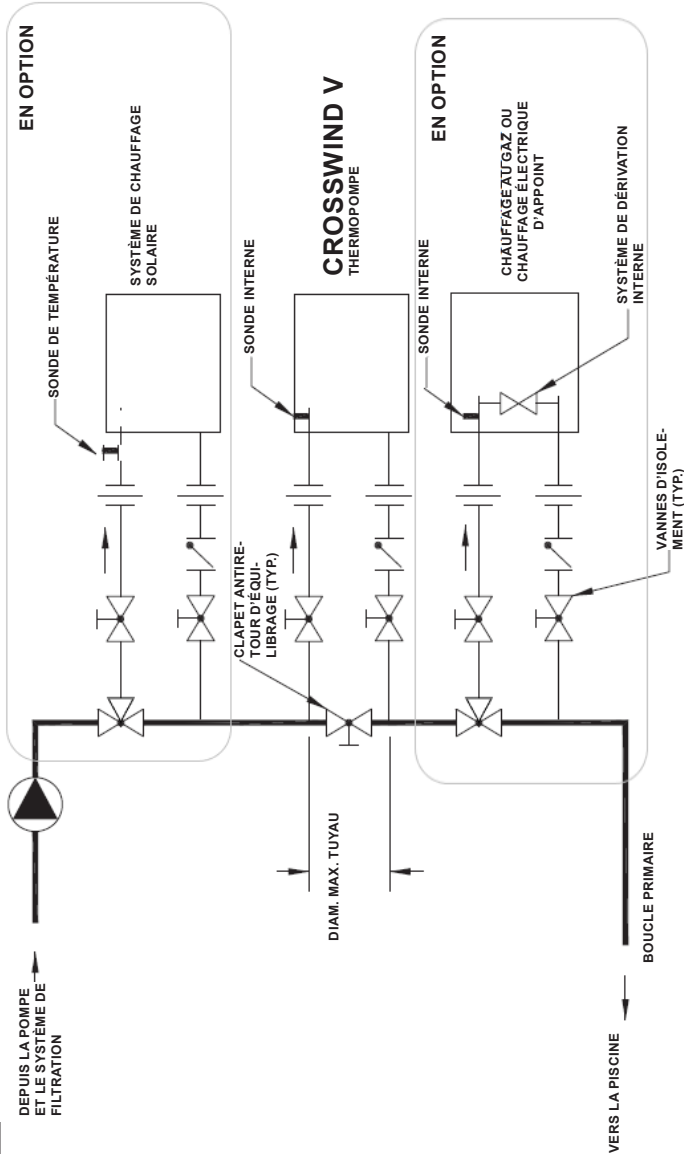 EN OPTION
SONDE DE TEMPÉRATURE
SYSTÈME DE CHAUFFAGE
SOLAIRE
CROSSWIND V
THERMOPOMPE
SONDE INTERNE
EN OPTION
SONDE INTERNE
CHAUFFAGE AU GAZ OU
CHAUFFAGE ÉLECTRIQUE
D'APPOINT
SYSTÈME DE DÉRIVATION
INTERNE
VANNES D'ISOLE-
MENT (TYP.)
CLAPET ANTIRE-
TOUR D'ÉQUI-
LIBRAGE (TYP.)
DIAM. MAX. TUYAU
DEPUIS LA POMPE
ET LE SYSTÈME DE
FILTRATION
BOUCLE PRIMAIRE
VERS LA PISCINE